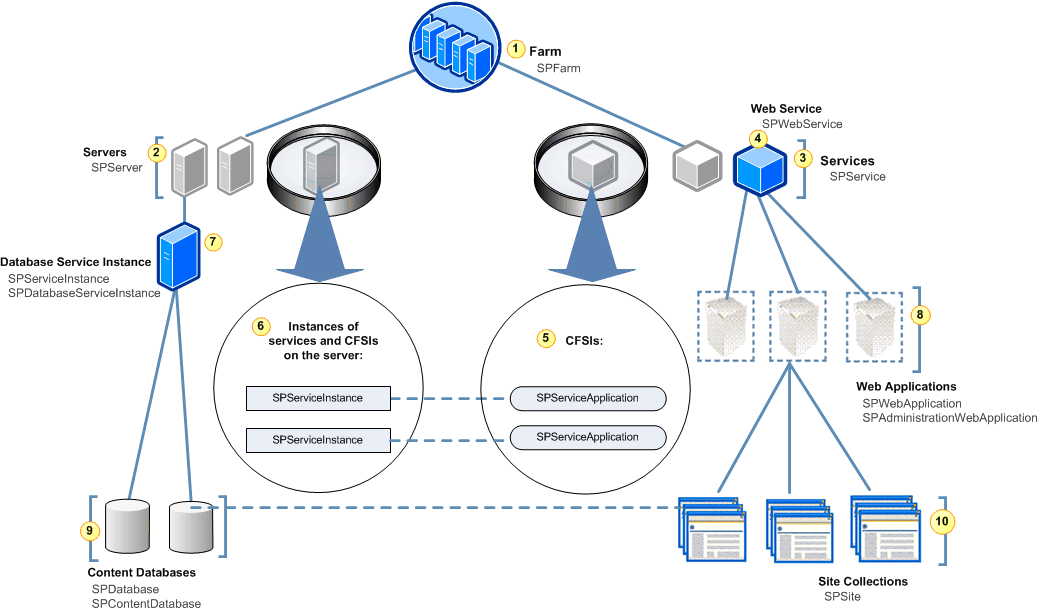 1
Farm
SPFarm
Web Service
SPWebService
4
2
Servers
SPServer
3
Services
SPService
7
Database Service Instance
SPServiceInstance
SPDatabaseServiceInstance
6
Instances of
services and CFSIs
on the server:
SPServiceInstance
SPServiceInstance
5
CFSIs:
SPServiceApplication
SPServiceApplication
8
Web Applications
SPWebApplication
SPAdministrationWebApplication
9
Content Databases
SPDatabase
SPContentDatabase
10
Site Collections
SPSite